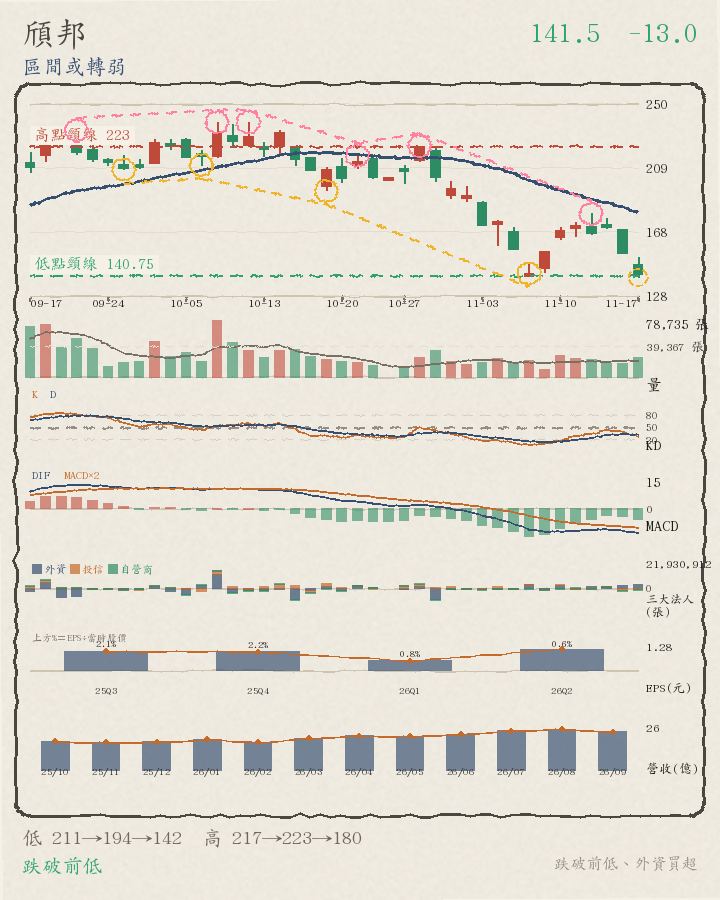 頎邦
141.5 -13.0
區間或轉弱
250
高點頸線 223
209
168
低點頸線 140.75
128
09-17 09-24 10-05 10-13 10-20 10-27 11-03 11-10 11-17
78,735 張
39,367 張
量
K D
80
50
20
KD
DIF MACD×2
15
0
MACD
外資 投信 自營商
21,930,912
0
三大法人
(張)
上方%=EPS÷當時股價
2.1% 2.2% 0.8% 0.6%
1.28
25Q3 25Q4 26Q1 26Q2
EPS(元)
26
25/10 25/11 25/12 26/01 26/02 26/03 26/04 26/05 26/06 26/07 26/08 26/09
營收(億)
低 211→194→142 高 217→223→180
跌破前低
跌破前低、外資買超